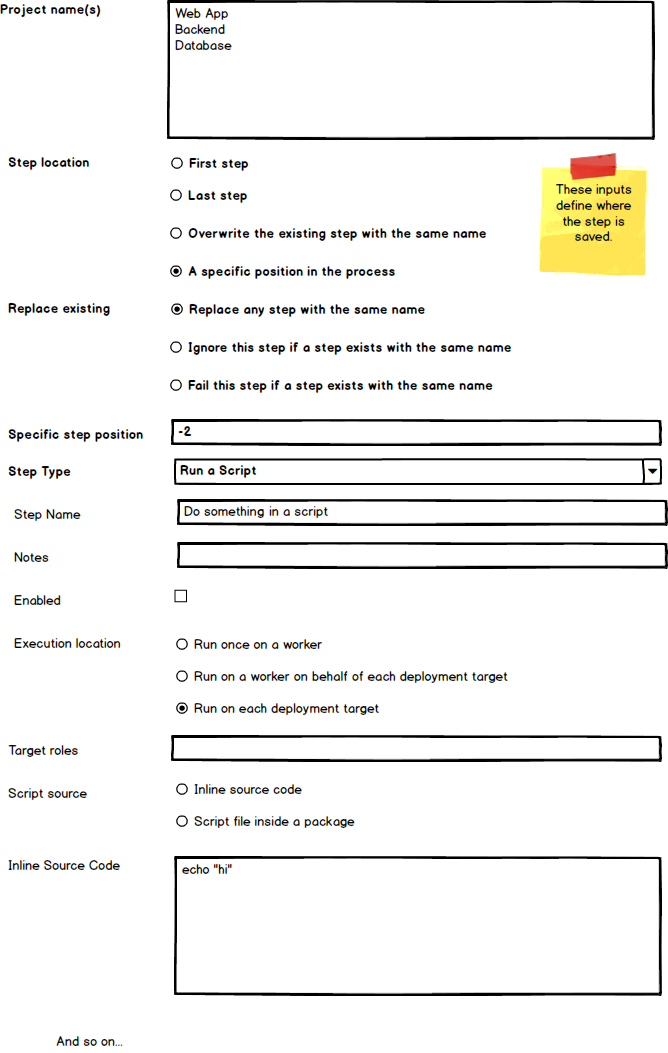 Project name(s)
Web App
Backend
Database
Step location
First step
Last step
Overwrite the existing step with the same name
A specific position in the process
These inputs
define where
the step is
saved.
Replace existing
Replace any step with the same name
Ignore this step if a step exists with the same name
Fail this step if a step exists with the same name
Specific step position
-2
Step Type
Run a Script
Step Name
Do something in a script
Notes
Enabled
Execution location
Run once on a worker
Run on a worker on behalf of each deployment target
Run on each deployment target
Target roles
Script source
Inline source code
Script file inside a package
Inline Source Code
echo "hi"
And so on...